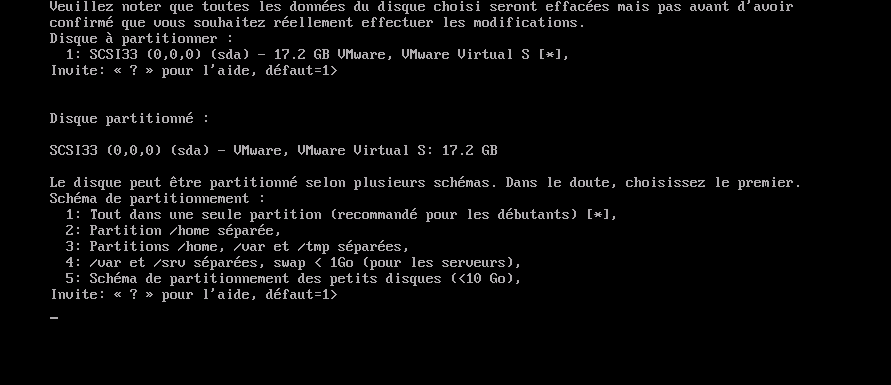 Veuillez noter que toutes les données du disque choisi seront effacées mais pas avant d'avoir
confirmé que vous souhaitez réellement effectuer les modifications.
Disque à partitionner :
1: SCSI33 (0,0,0) (sda) – 17.2 GB VMware, VMware Virtual S [*],
Invite: « ? » pour l'aide, défaut=1>
Disque partitionné :
SCSI33 (0,0,0) (sda) – VMware, VMware Virtual S: 17.2 GB
Le disque peut être partitionné selon plusieurs schémas. Dans le doute, choisissez le premier.
Schéma de partitionnement :
1: Tout dans une seule partition (recommandé pour les débutants) [*],
2: Partition /home séparée,
3: Partitions /home, /var et /tmp séparées,
4: /var et /srv séparées, swap < 1Go (pour les serveurs),
5: Schéma de partitionnement des petits disques (<10 Go),
Invite: « ? » pour l'aide, défaut=1>